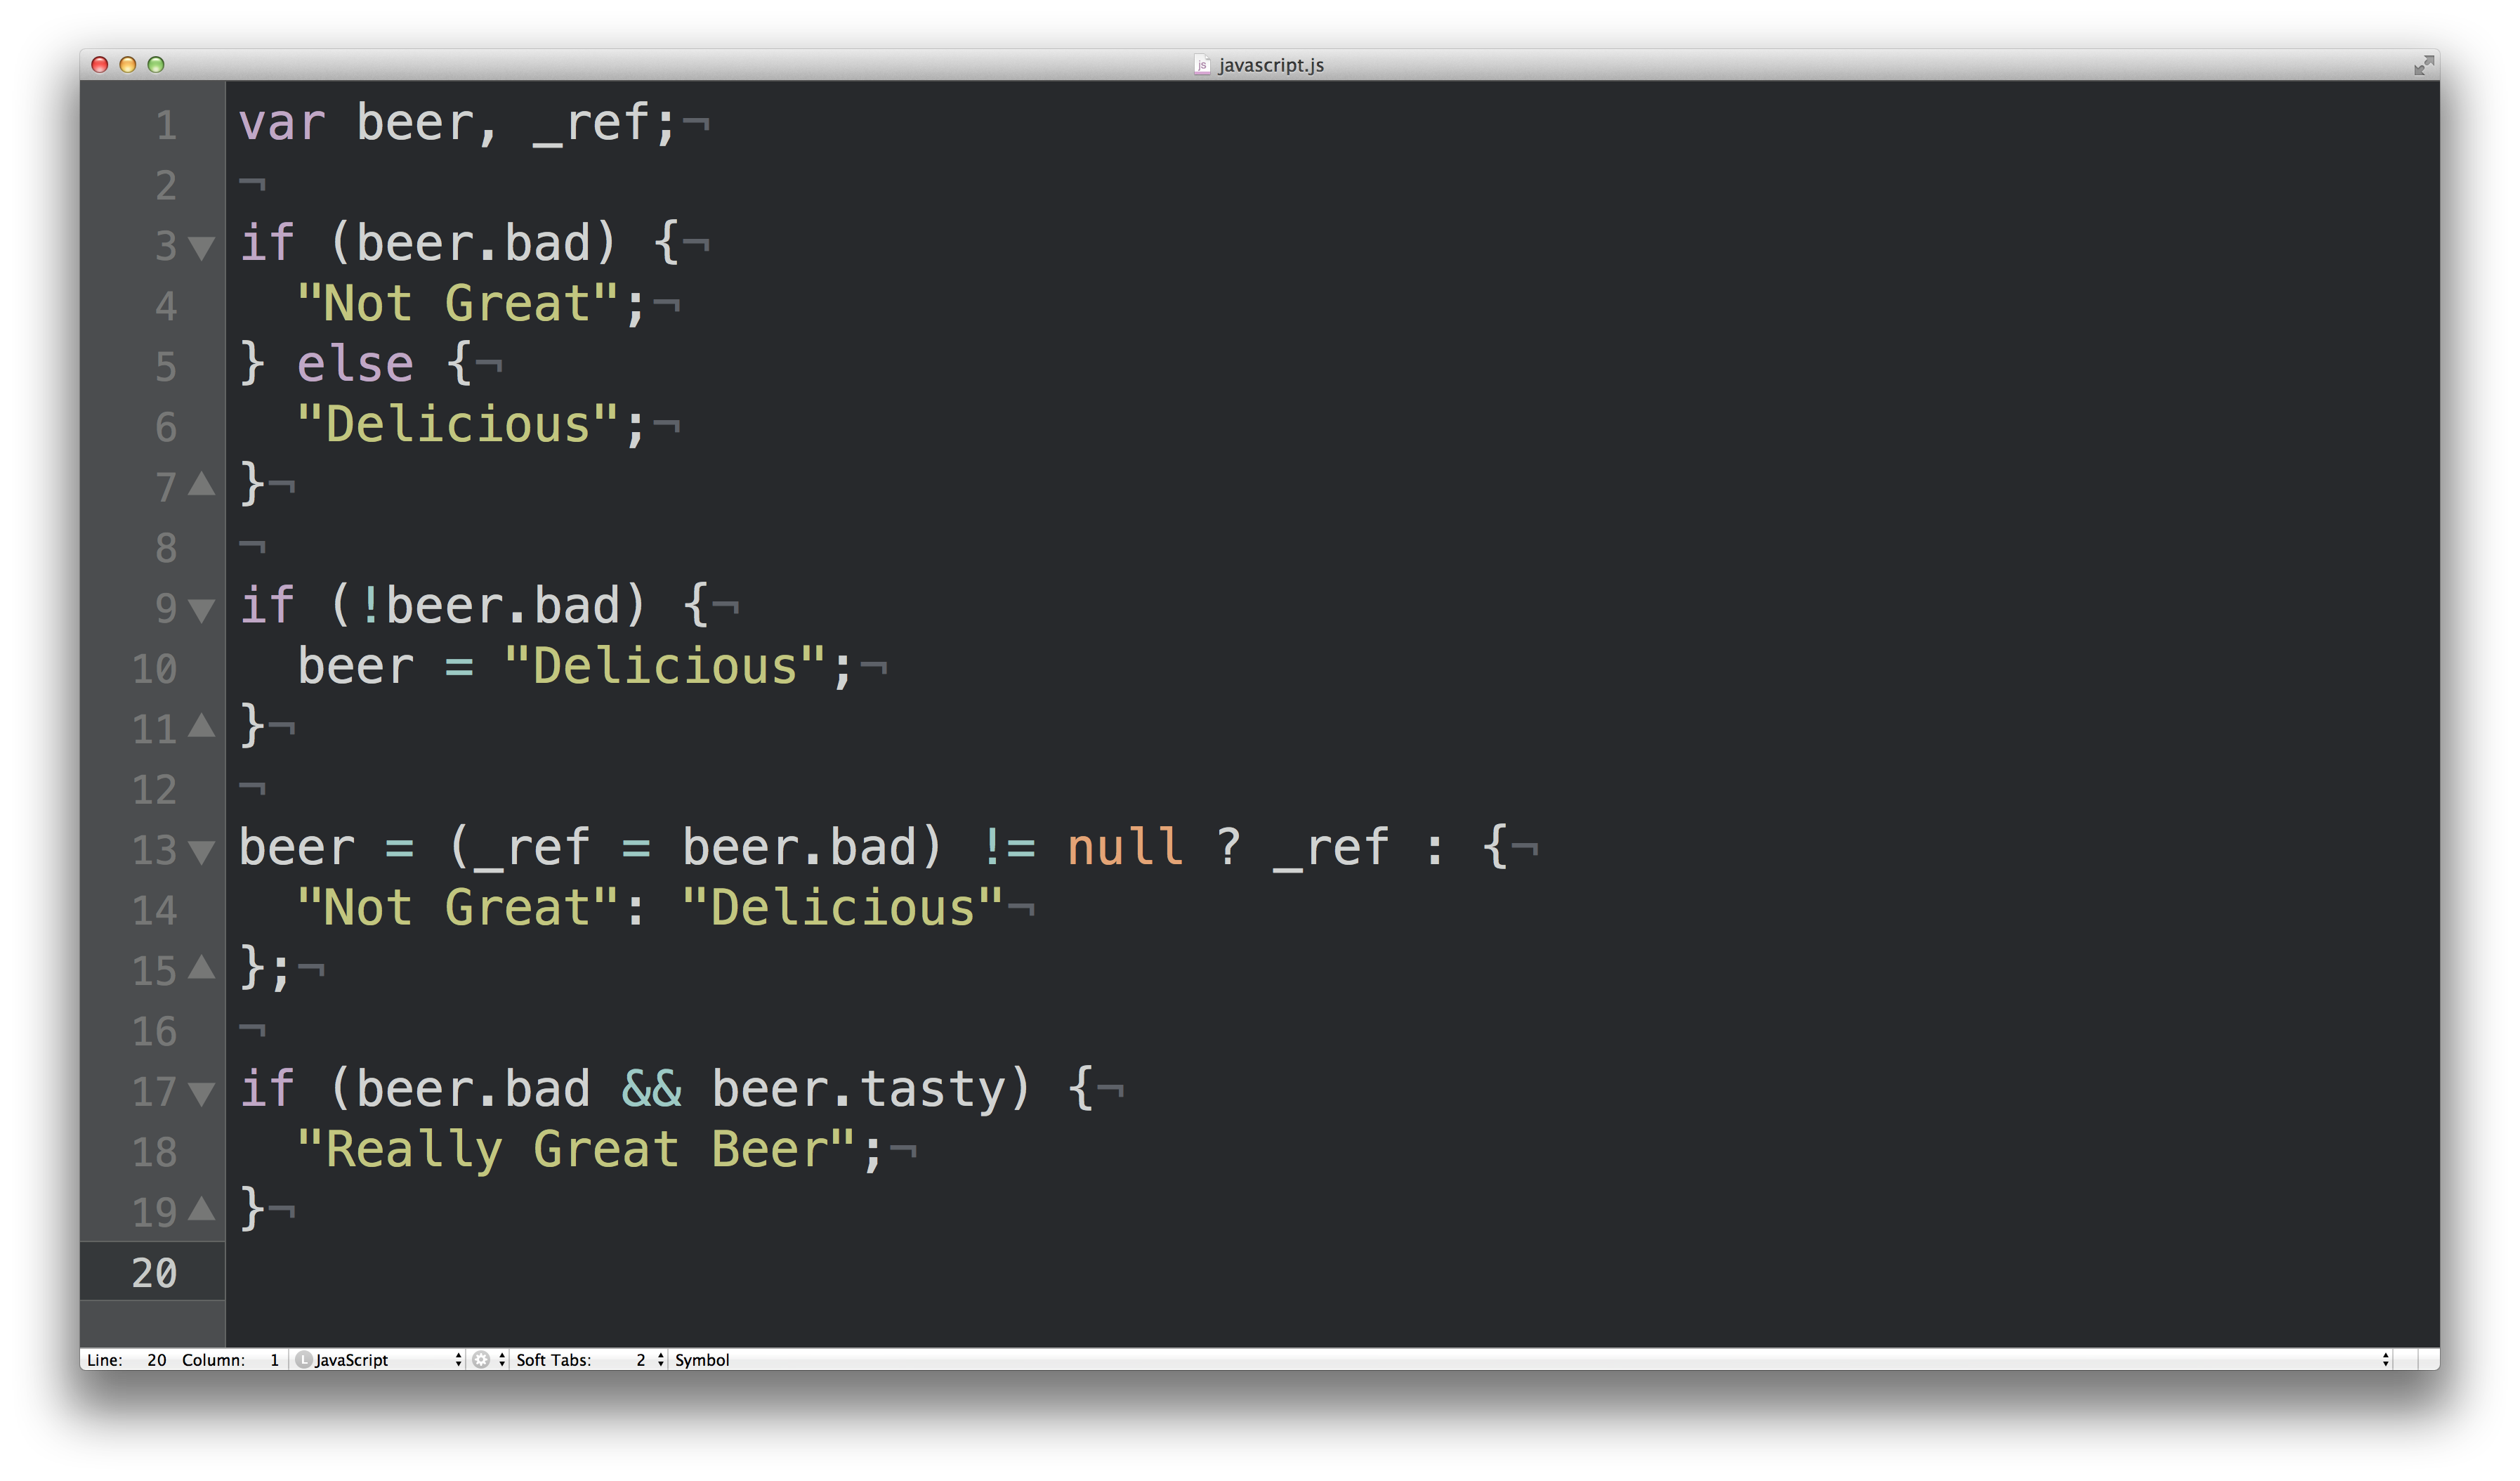 javascript.js
1 var beer, _ref;¬
2 ¬
3 if (beer.bad) {¬
4   "Not Great";¬
5 } else {¬
6   "Delicious";¬
7 }¬
8 ¬
9 if (!beer.bad) {¬
10   beer = "Delicious";¬
11 }¬
12 ¬
13 beer = (_ref = beer.bad) != null ? _ref : {¬
14   "Not Great": "Delicious"¬
15 };¬
16 ¬
17 if (beer.bad && beer.tasty) {¬
18   "Really Great Beer";¬
19 }¬
20
Line: 20 Column: 1 L JavaScript Soft Tabs: 2 Symbol